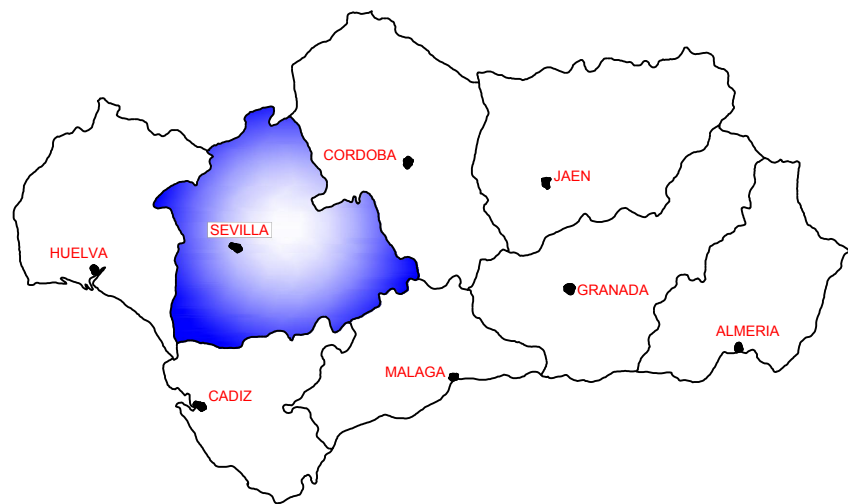 CORDOBA
JAEN
SEVILLA
HUELVA
GRANADA
ALMERIA
MALAGA
CADIZ